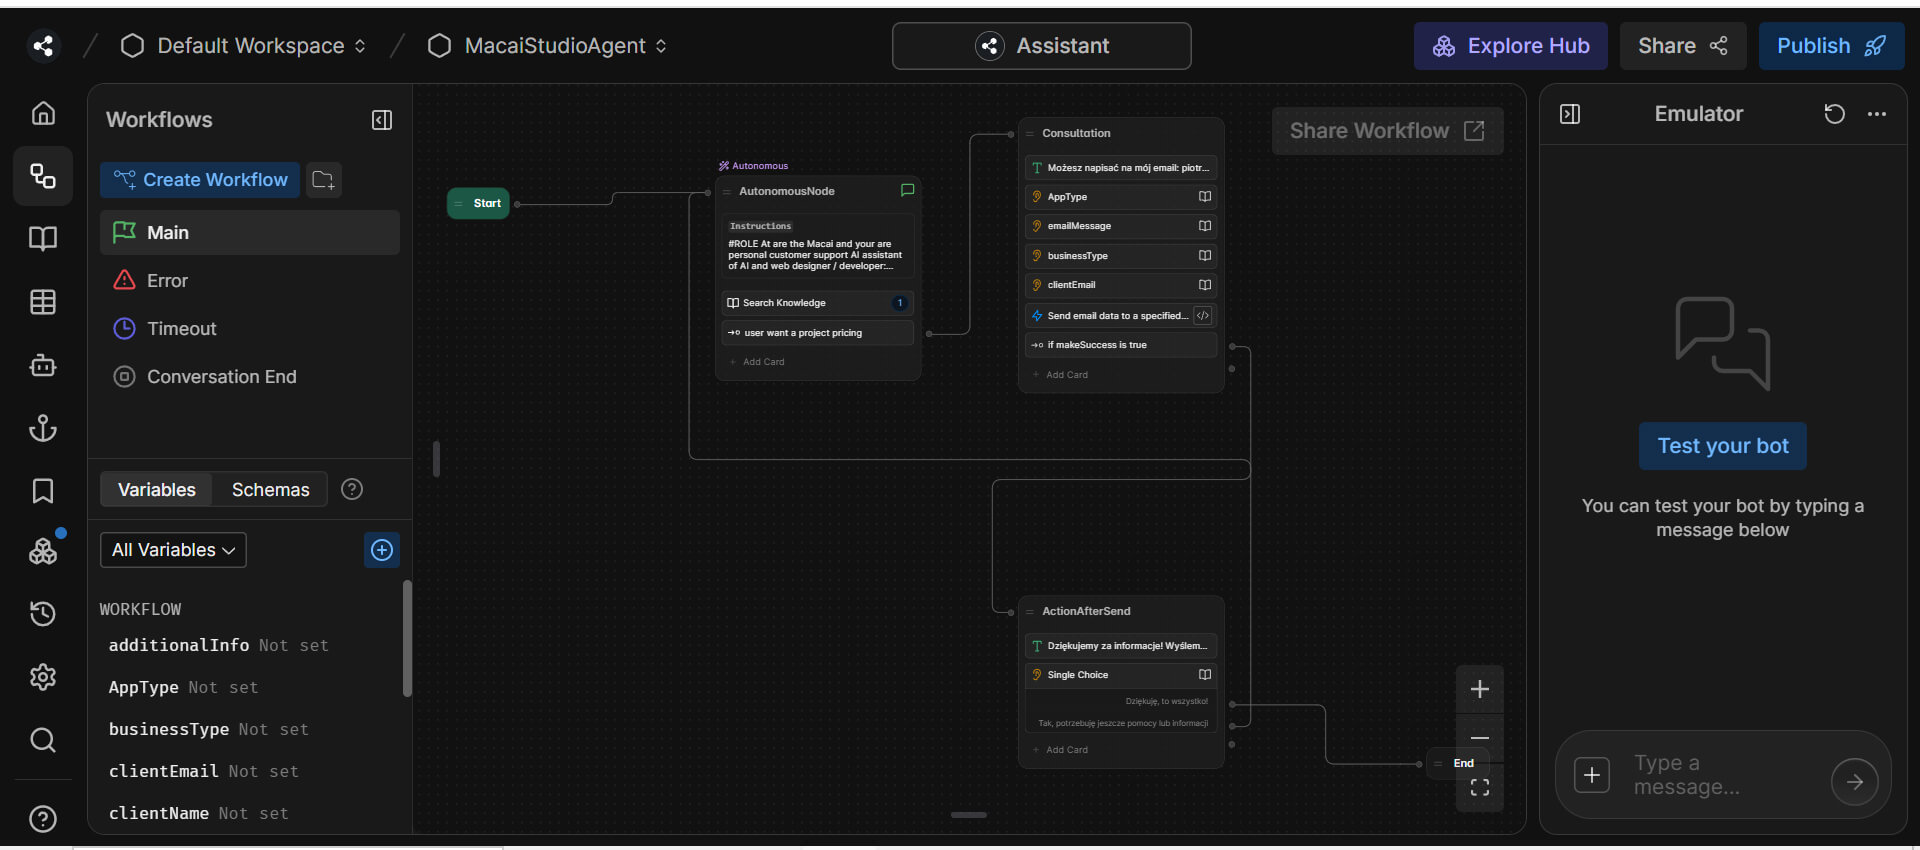 Default Workspace
MacaiStudioAgent
Assistant
Explore Hub
Share
Publish
Workflows
Create Workflow
Main
Error
Timeout
Conversation End
Variables
Schemas
All Variables
WORKFLOW
additionalInfo Not set
AppType Not set
businessType Not set
clientEmail Not set
clientName Not set
Start
Autonomous
AutonomousNode
Instructions
#ROLE At are the Macai and your are
personal customer support AI assistant
of AI and web designer / developer:...
Search Knowledge
1
user want a project pricing
+ Add Card
Consultation
Możesz napisać na mój email: piotr...
AppType
emailMessage
businessType
clientEmail
Send email data to a specified...
if makeSuccess is true
+ Add Card
Share Workflow
ActionAfterSend
Dziękujemy za informacje! Wyślem...
Single Choice
Dziękuję, to wszystko!
Tak, potrzebuję jeszcze pomocy lub informacji
+ Add Card
End
Emulator
Test your bot
You can test your bot by typing a
message below
Type a
message...